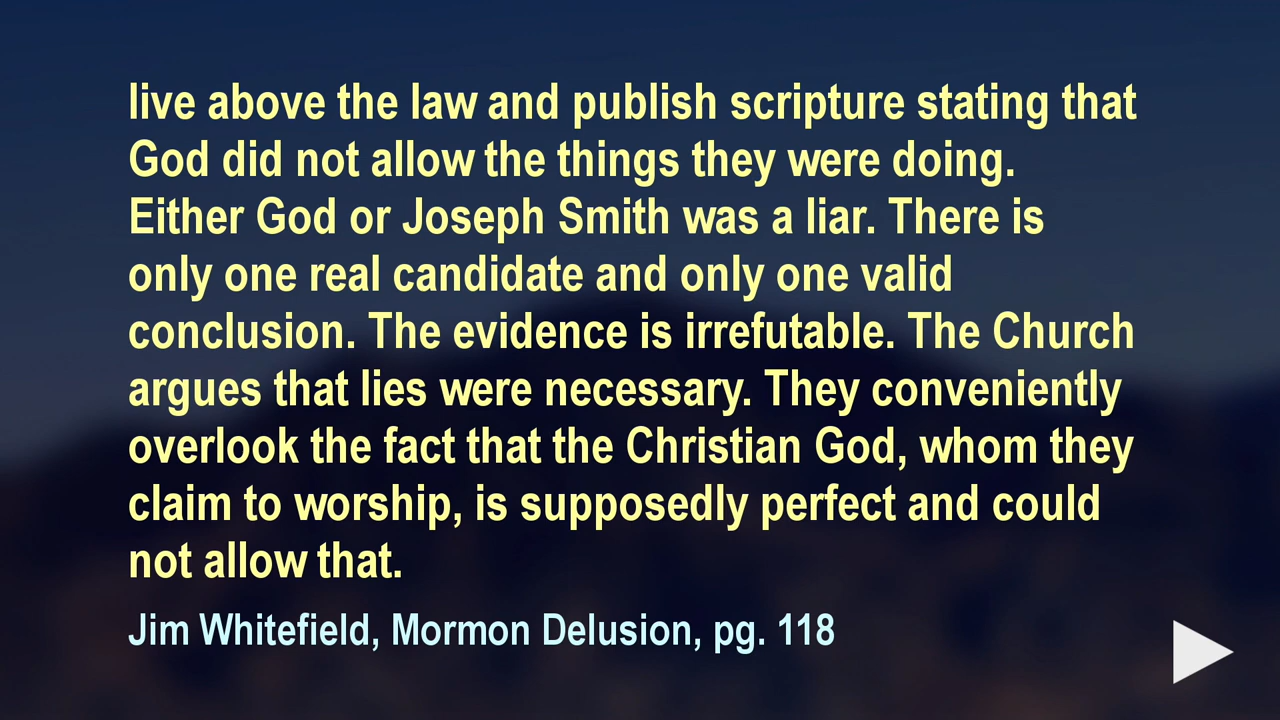 live above the law and publish scripture stating that
God did not allow the things they were doing.
Either God or Joseph Smith was a liar. There is
only one real candidate and only one valid
conclusion. The evidence is irrefutable. The Church
argues that lies were necessary. They conveniently
overlook the fact that the Christian God, whom they
claim to worship, is supposedly perfect and could
not allow that.
Jim Whitefield, Mormon Delusion, pg. 118